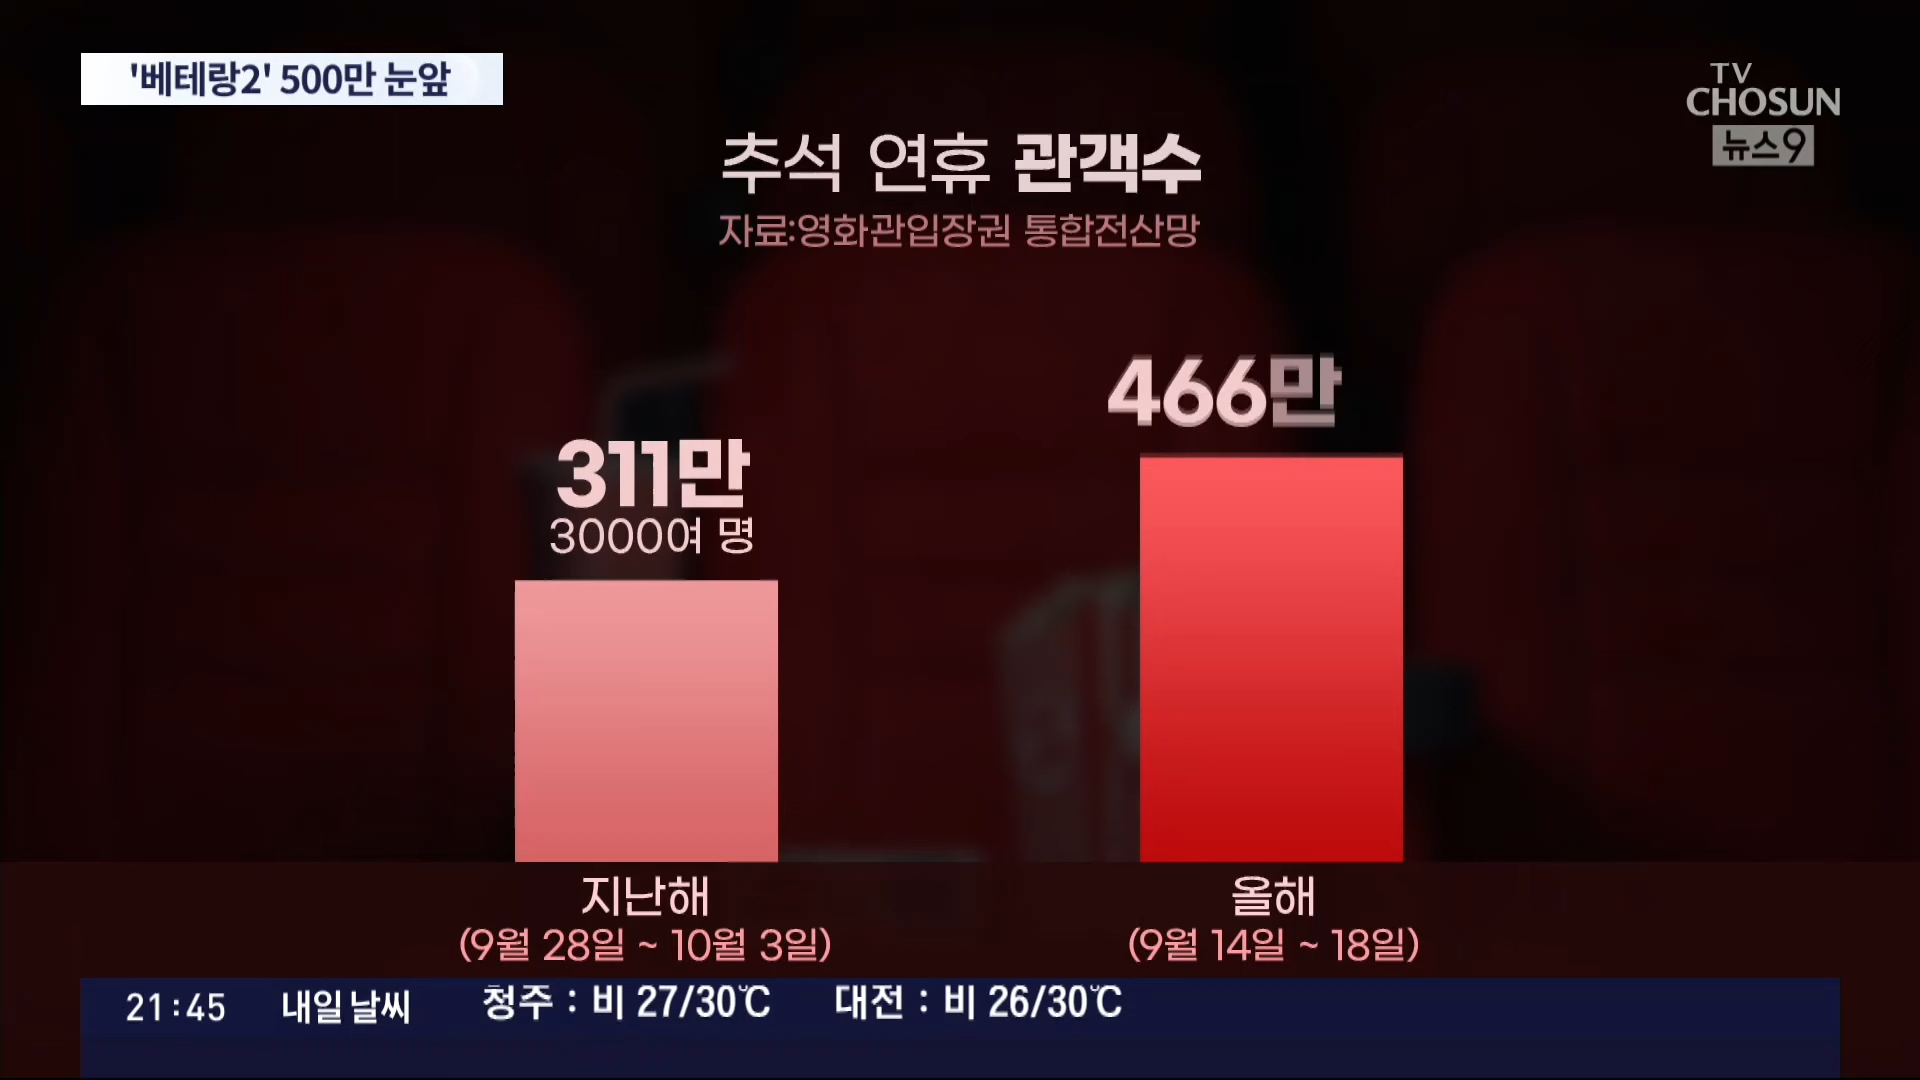 '베테랑2' 500만 눈앞
TV
CHOSUN
뉴스9
추석 연휴 관객수
자료:영화관입장권 통합전산망
466만
311만
3000여 명
지난해
올해
(9월 28일 ~ 10월 3일)
(9월 14일 ~ 18일)
21:45 내일 날씨 청주 : 비 27/30℃ 대전 : 비 26/30℃